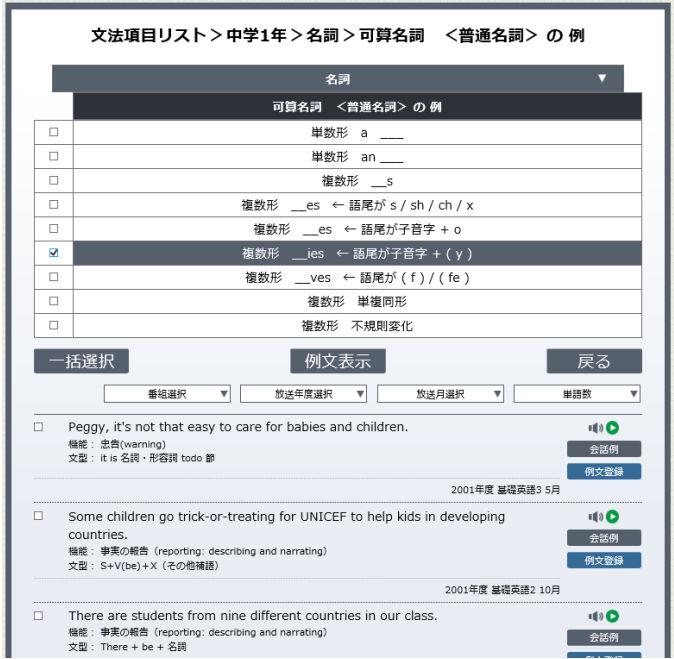 文法項目リスト＞中学1年＞名詞＞可算名詞　＜普通名詞＞ の 例
名詞 ▼
可算名詞　＜普通名詞＞ の 例
単数形　a　___
単数形　an ___
複数形　__s
複数形　__es　← 語尾が s / sh / ch / x
複数形　__es　← 語尾が子音字 + o
複数形　__ies　← 語尾が子音字 + ( y )
複数形　__ves　← 語尾が ( f ) / ( fe )
複数形　単複同形
複数形　不規則変化
一括選択 例文表示 戻る
番組選択 ▼ 放送年度選択 ▼ 放送月選択 ▼ 単語数 ▼
Peggy, it's not that easy to care for babies and children.
機能： 忠告(warning)
会話例
文型： it is 名詞・形容詞 todo 節
例文登録
2001年度 基礎英語3 5月
Some children go trick-or-treating for UNICEF to help kids in developing
countries.
会話例
機能： 事実の報告（reporting: describing and narrating）
文型： S+V(be)+X（その他補語）
例文登録
2001年度 基礎英語2 10月
There are students from nine different countries in our class.
機能： 事実の報告（reporting: describing and narrating）
会話例
文型： There + be + 名詞